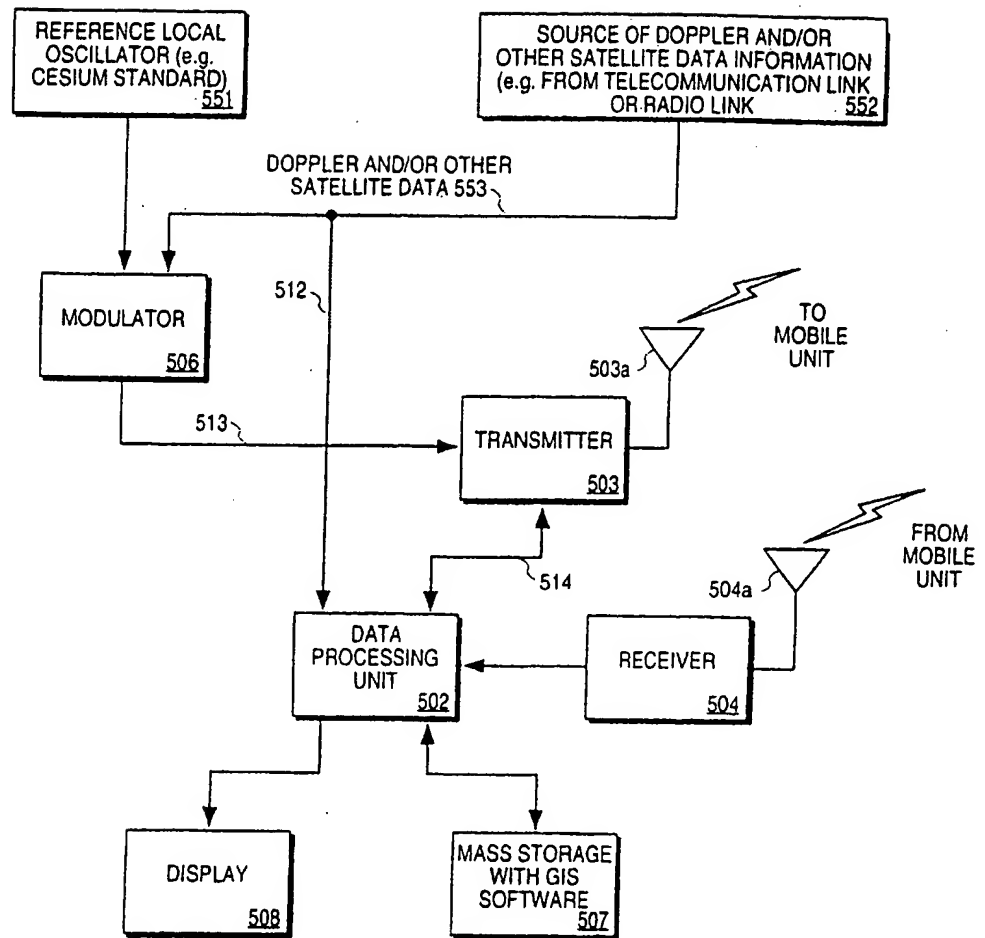 REFERENCE LOCAL
OSCILLATOR (e.g.
CESIUM STANDARD)
551
SOURCE OF DOPPLER AND/OR
OTHER SATELLITE DATA INFORMATION
(e.g. FROM TELECOMMUNICATION LINK
OR RADIO LINK
552
DOPPLER AND/OR OTHER
SATELLITE DATA 553
MODULATOR
506
512
TO
MOBILE
UNIT
503a
513
TRANSMITTER
503
FROM
MOBILE
UNIT
514
504a
DATA
PROCESSING
UNIT
502
RECEIVER
504
DISPLAY
508
MASS STORAGE
WITH GIS
SOFTWARE
507